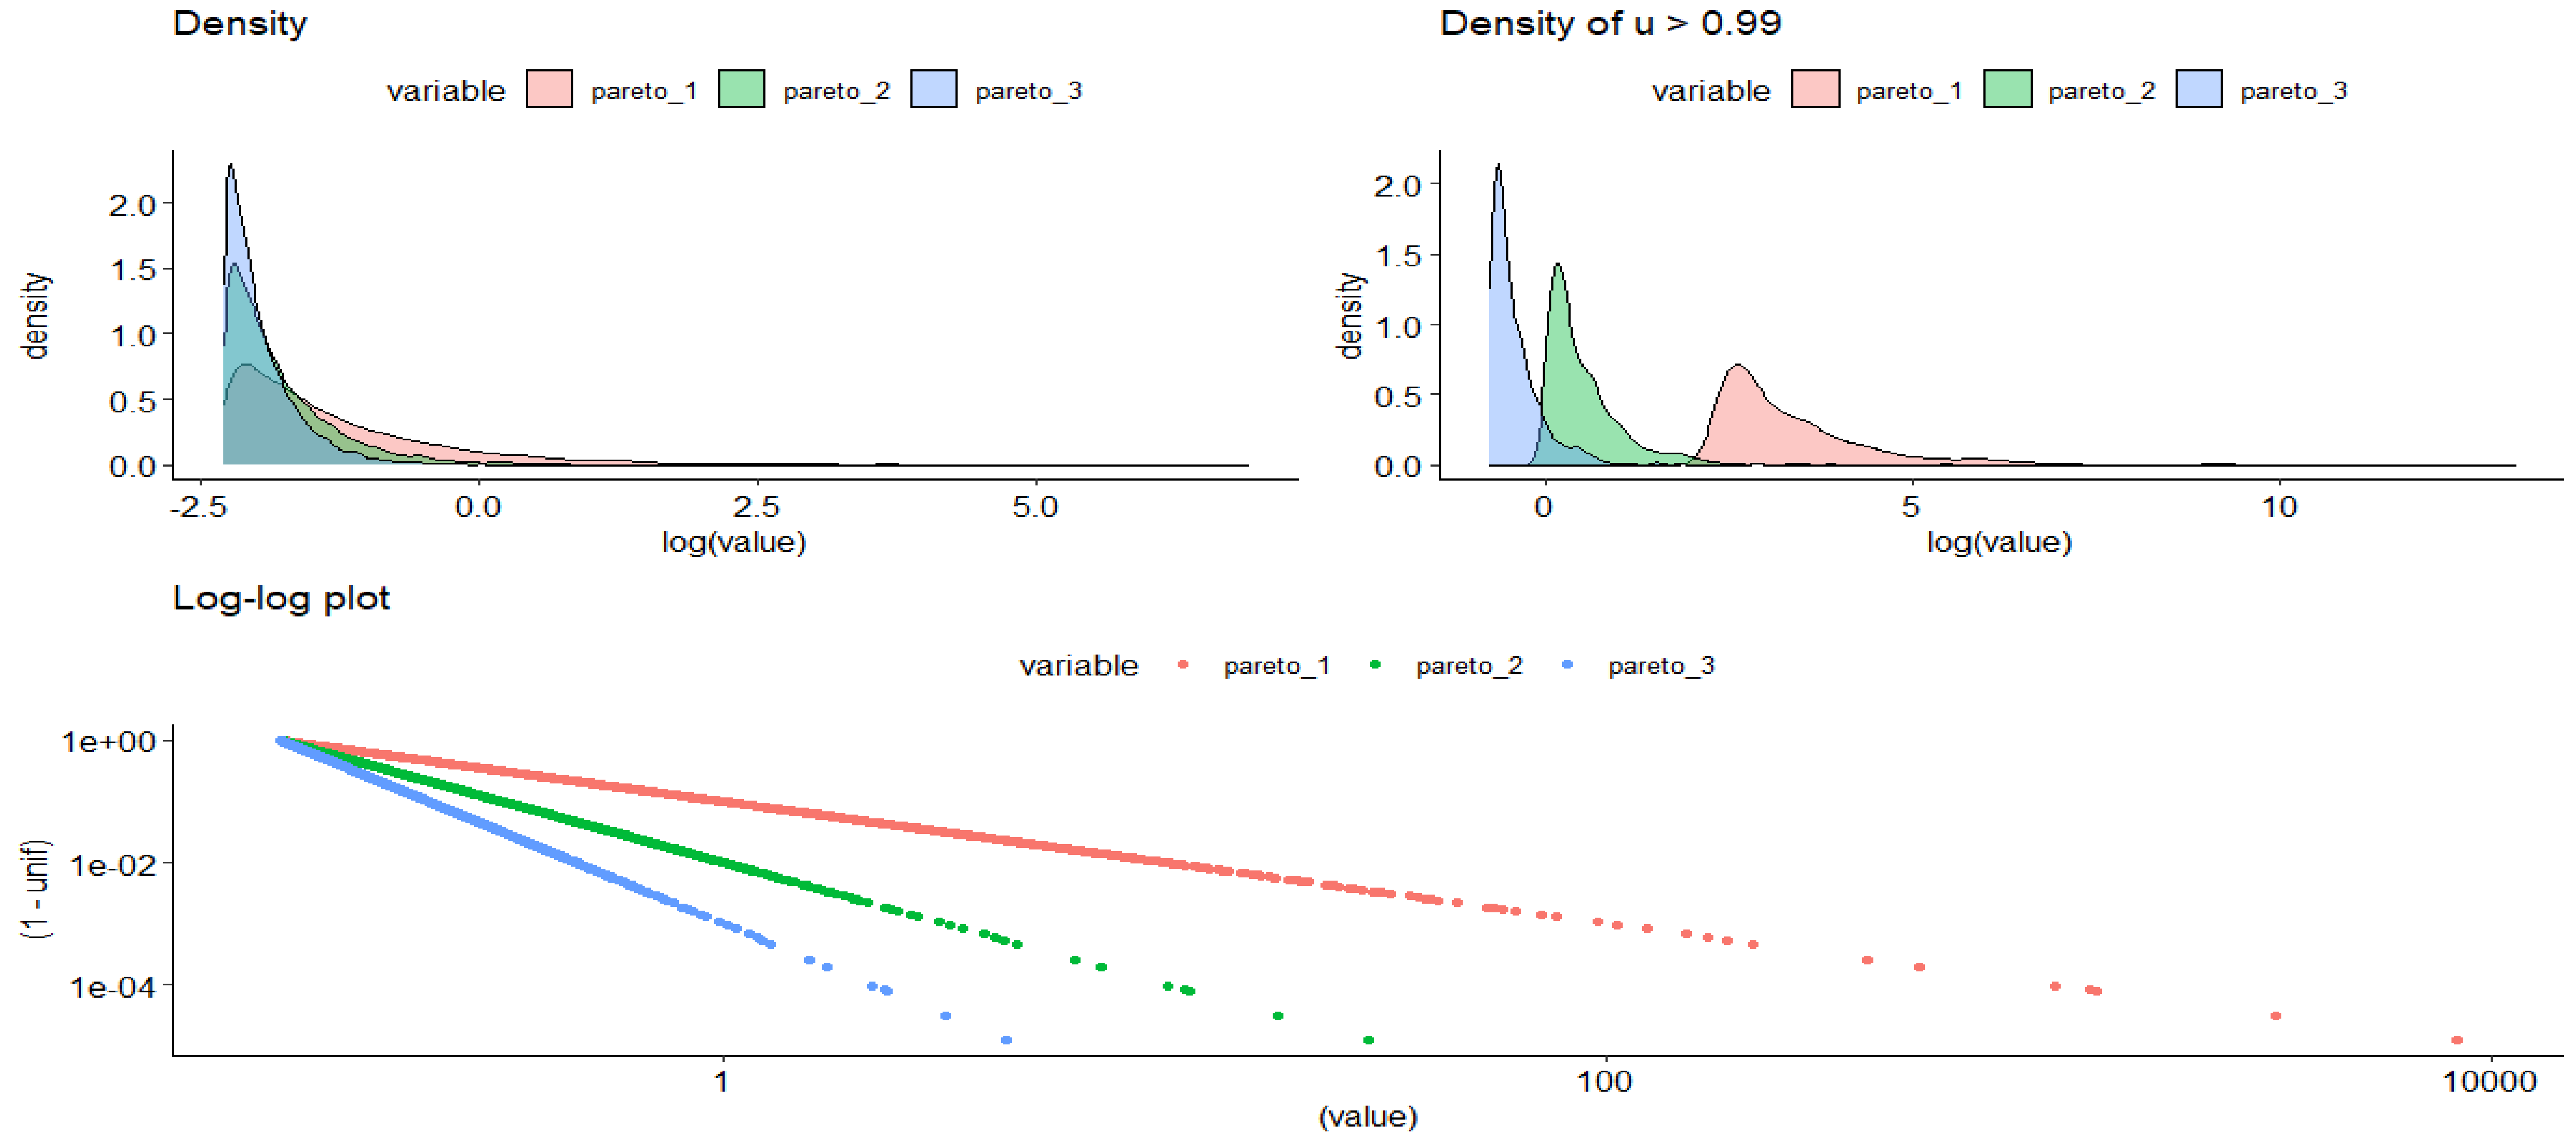 Density
variable pareto_1 pareto_2 pareto_3
density
2.0
1.5
1.0
0.5
0.0
-2.5 0.0 2.5 5.0
log(value)
Density of u > 0.99
variable pareto_1 pareto_2 pareto_3
density
2.0
1.5
1.0
0.5
0.0
0 5 10
log(value)
Log-log plot
variable pareto_1 pareto_2 pareto_3
(1 - unif)
1e+00
1e-02
1e-04
1 100 10000
(value)